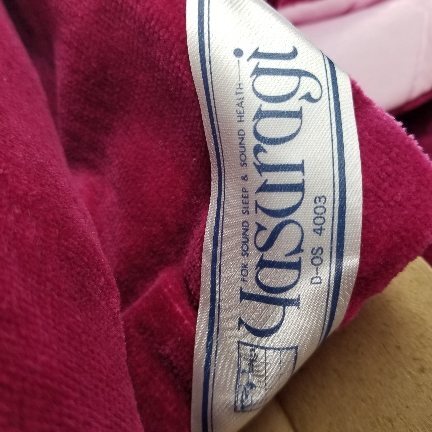 FOR SOUND SLEEP & SOUND HEALTH
Yasuragi
D-OS 4003